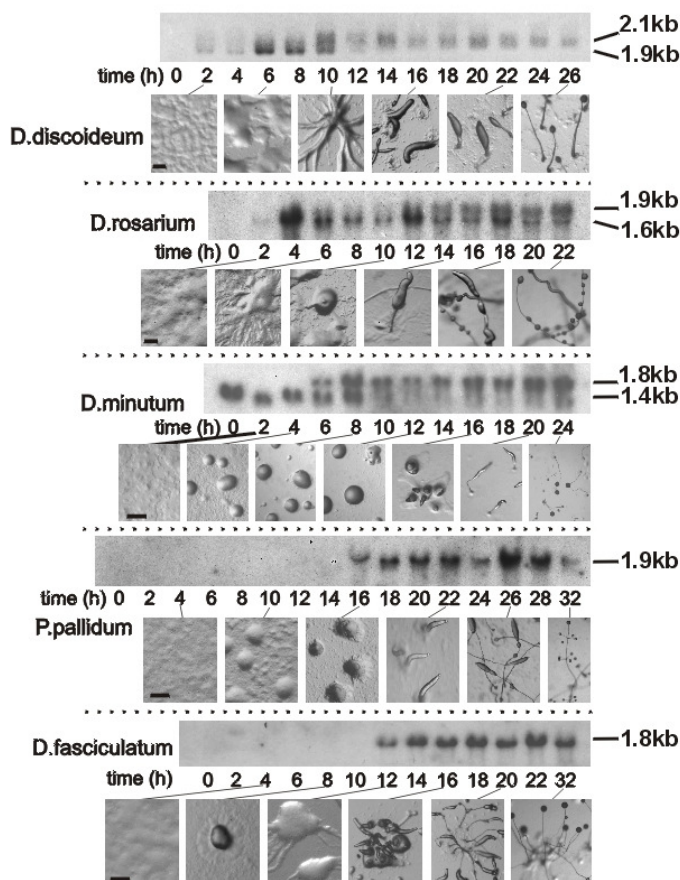 2.1kb
1.9kb
time (h) 0 2 4 6 8 10 12 14 16 18 20 22 24 26
D.discoideum
1.9kb
D.rosarium
1.6kb
time (h) 0 2 4 6 8 10 12 14 16 18 20 22
1.8kb
D.minutum
1.4kb
time (h) 0 2 4 6 8 10 12 14 16 18 20 24
1.9kb
time (h) 0 2 4 6 8 10 12 14 16 18 20 22 24 26 28 32
P.pallidum
1.8kb
D.fasciculatum
time (h) 0 2 4 6 8 10 12 14 16 18 20 22 32